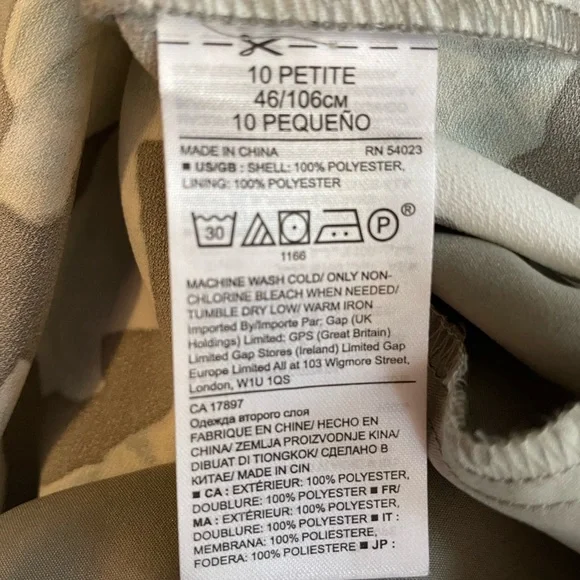 10 PETITE
46/106CM
10 PEQUEÑO
MADE IN CHINA RN 54023
■ US/GB : SHELL: 100% POLYESTER,
LINING: 100% POLYESTER
30 P ®
1166
MACHINE WASH COLD/ ONLY NON-
CHLORINE BLEACH WHEN NEEDED/
TUMBLE DRY LOW/ WARM IRON
Imported By/Importe Par: Gap (UK
Holdings) Limited: GPS (Great Britain)
Limited Gap Stores (Ireland) Limited Gap
Europe Limited All at 103 Wigmore Street,
London, W1U 1QS
CA 17897
Одежда второго слоя
FABRIQUE EN CHINE/ HECHO EN
CHINA/ ZEMLJA PROIZVODNJE KINA/
DIBUAT DI TIONGKOK/ СДЕЛАНО В
КИТАЕ/ MADE IN CIN
■ CA : EXTÉRIEUR: 100% POLYESTER,
DOUBLURE: 100% POLYESTER ■ FR/
MA : EXTÉRIEUR: 100% POLYESTER,
DOUBLURE: 100% POLYESTER ■ IT :
MEMBRANA: 100% POLIESTERE,
FODERA: 100% POLIESTERE ■ JP :